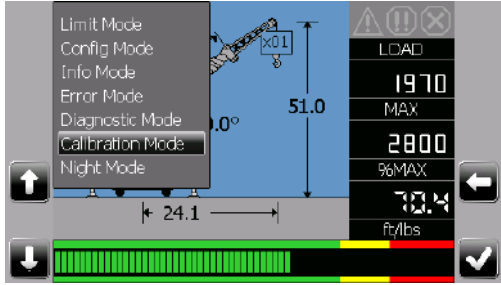 Limit Mode
Config Mode
Info Mode
Error Mode
Diagnostic Mode
Calibration Mode
Night Mode
x01
.0°
51.0
24.1
LOAD
1970
MAX
2800
%MAX
70.4
ft/lbs